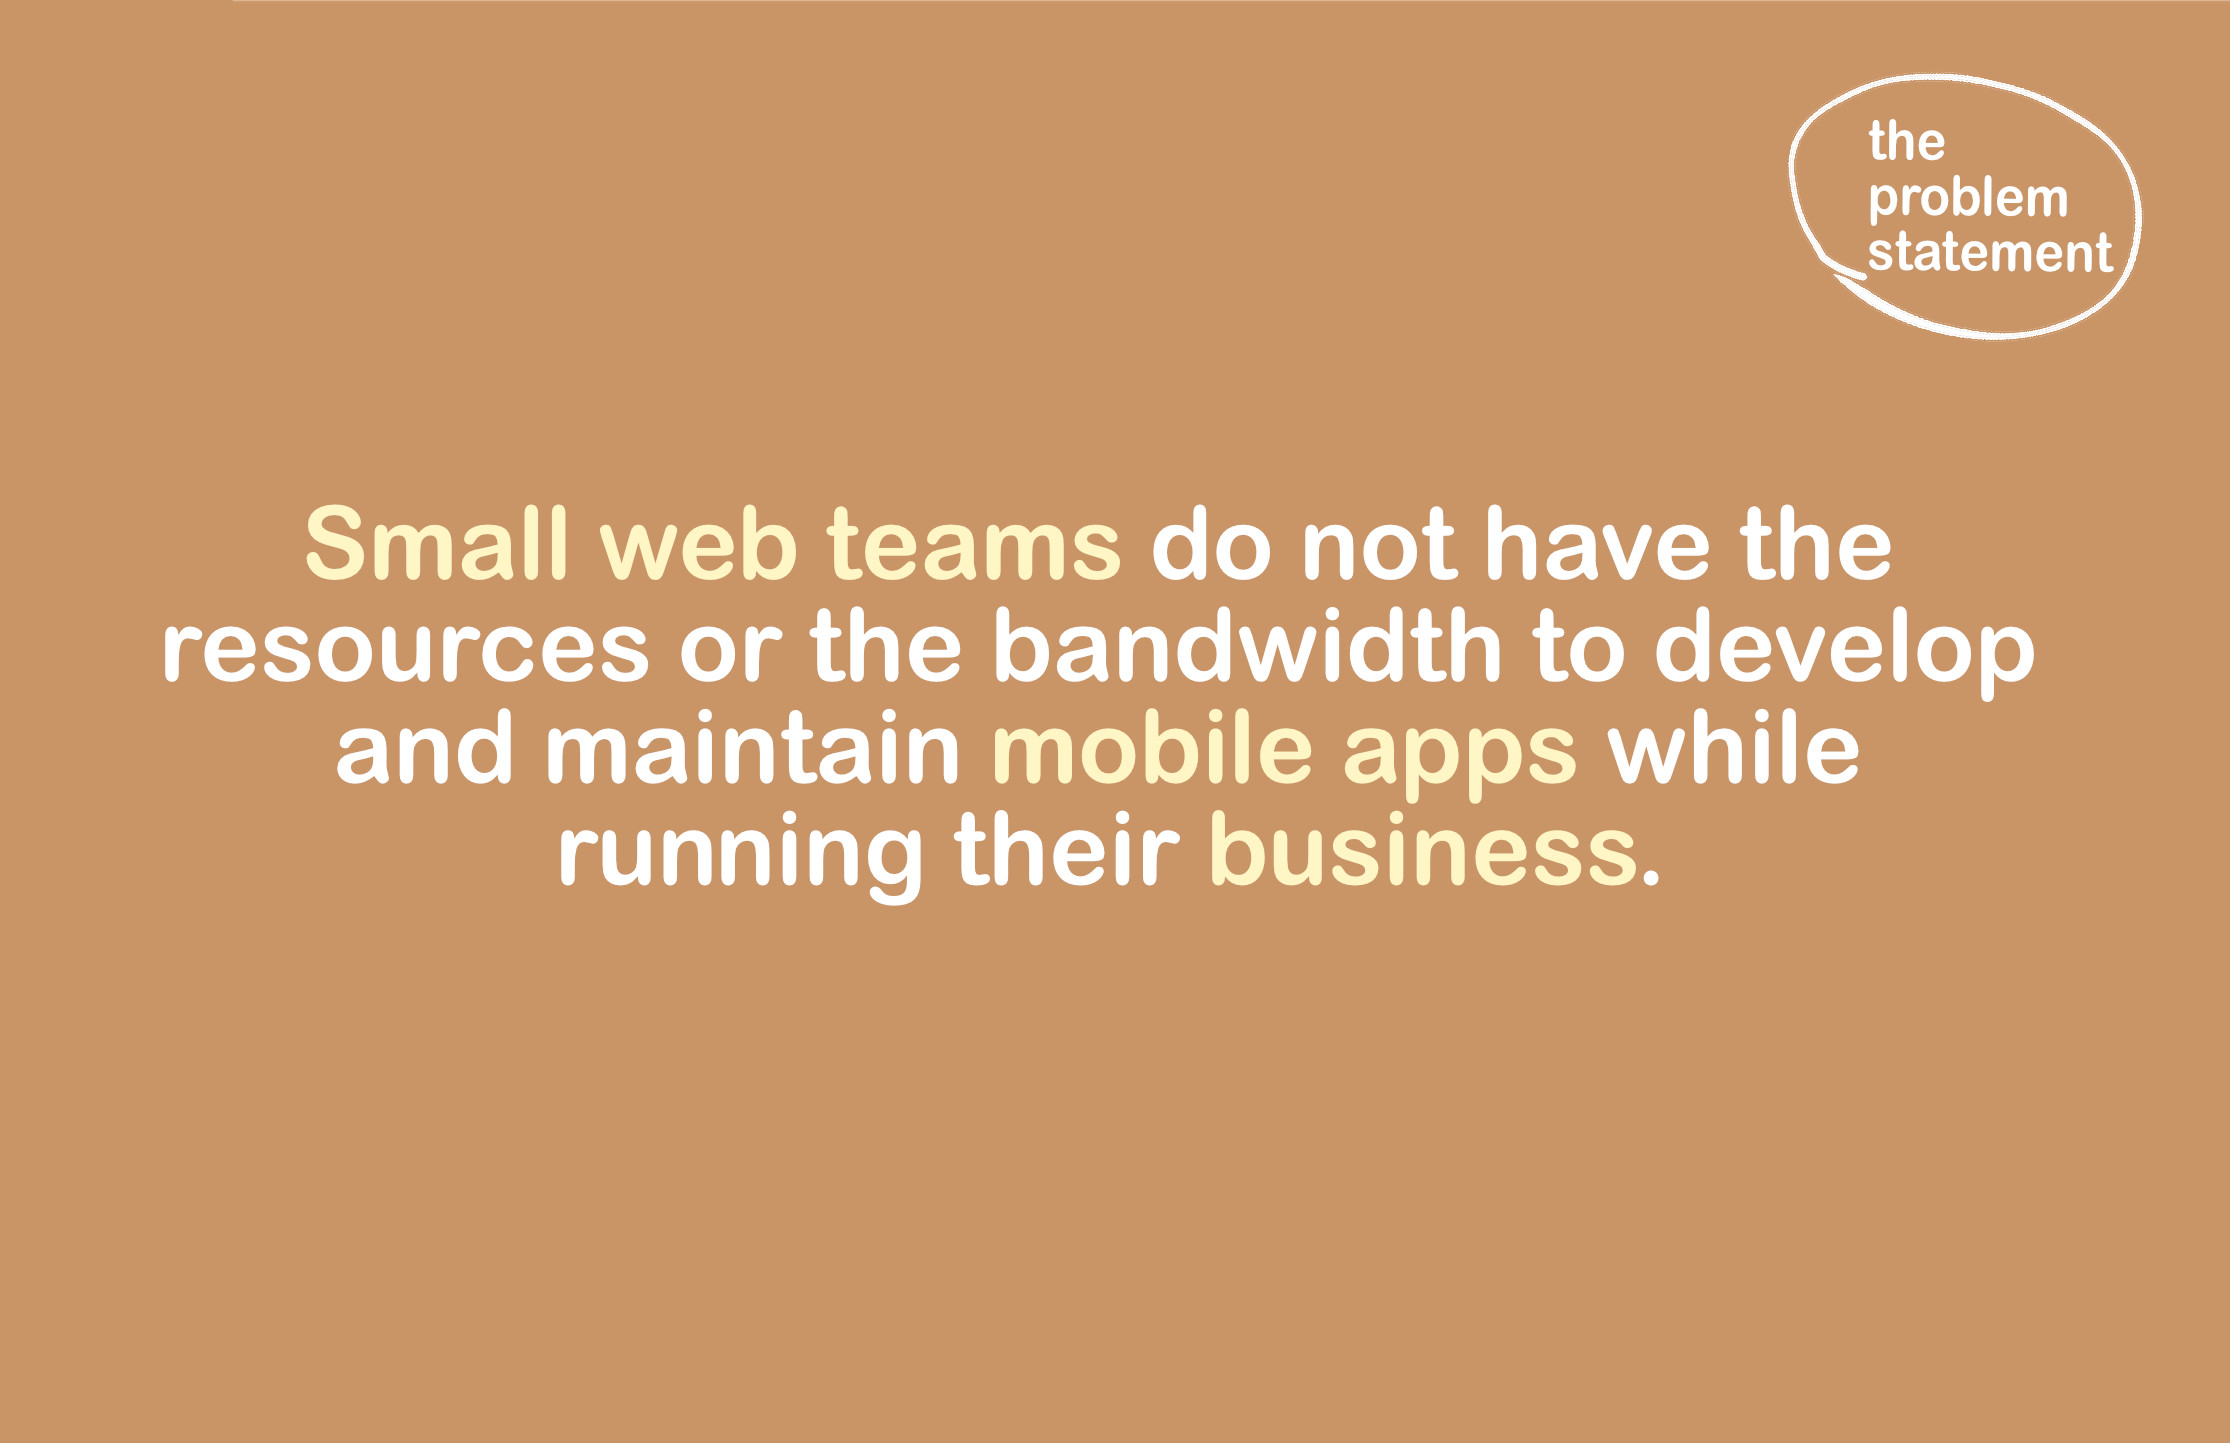 the
problem
statement
Small web teams do not have the
resources or the bandwidth to develop
and maintain mobile apps while
running their business.